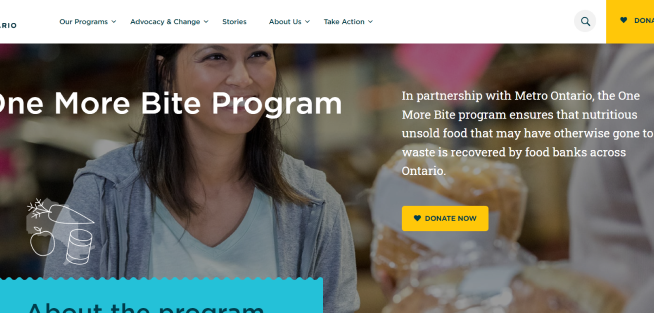 Our Programs
Advocacy & Change
Stories
About Us
Take Action
One More Bite Program
In partnership with Metro Ontario, the One
More Bite program ensures that nutritious
unsold food that may have otherwise gone to
waste is recovered by food banks across
Ontario.
DONATE NOW
About the program